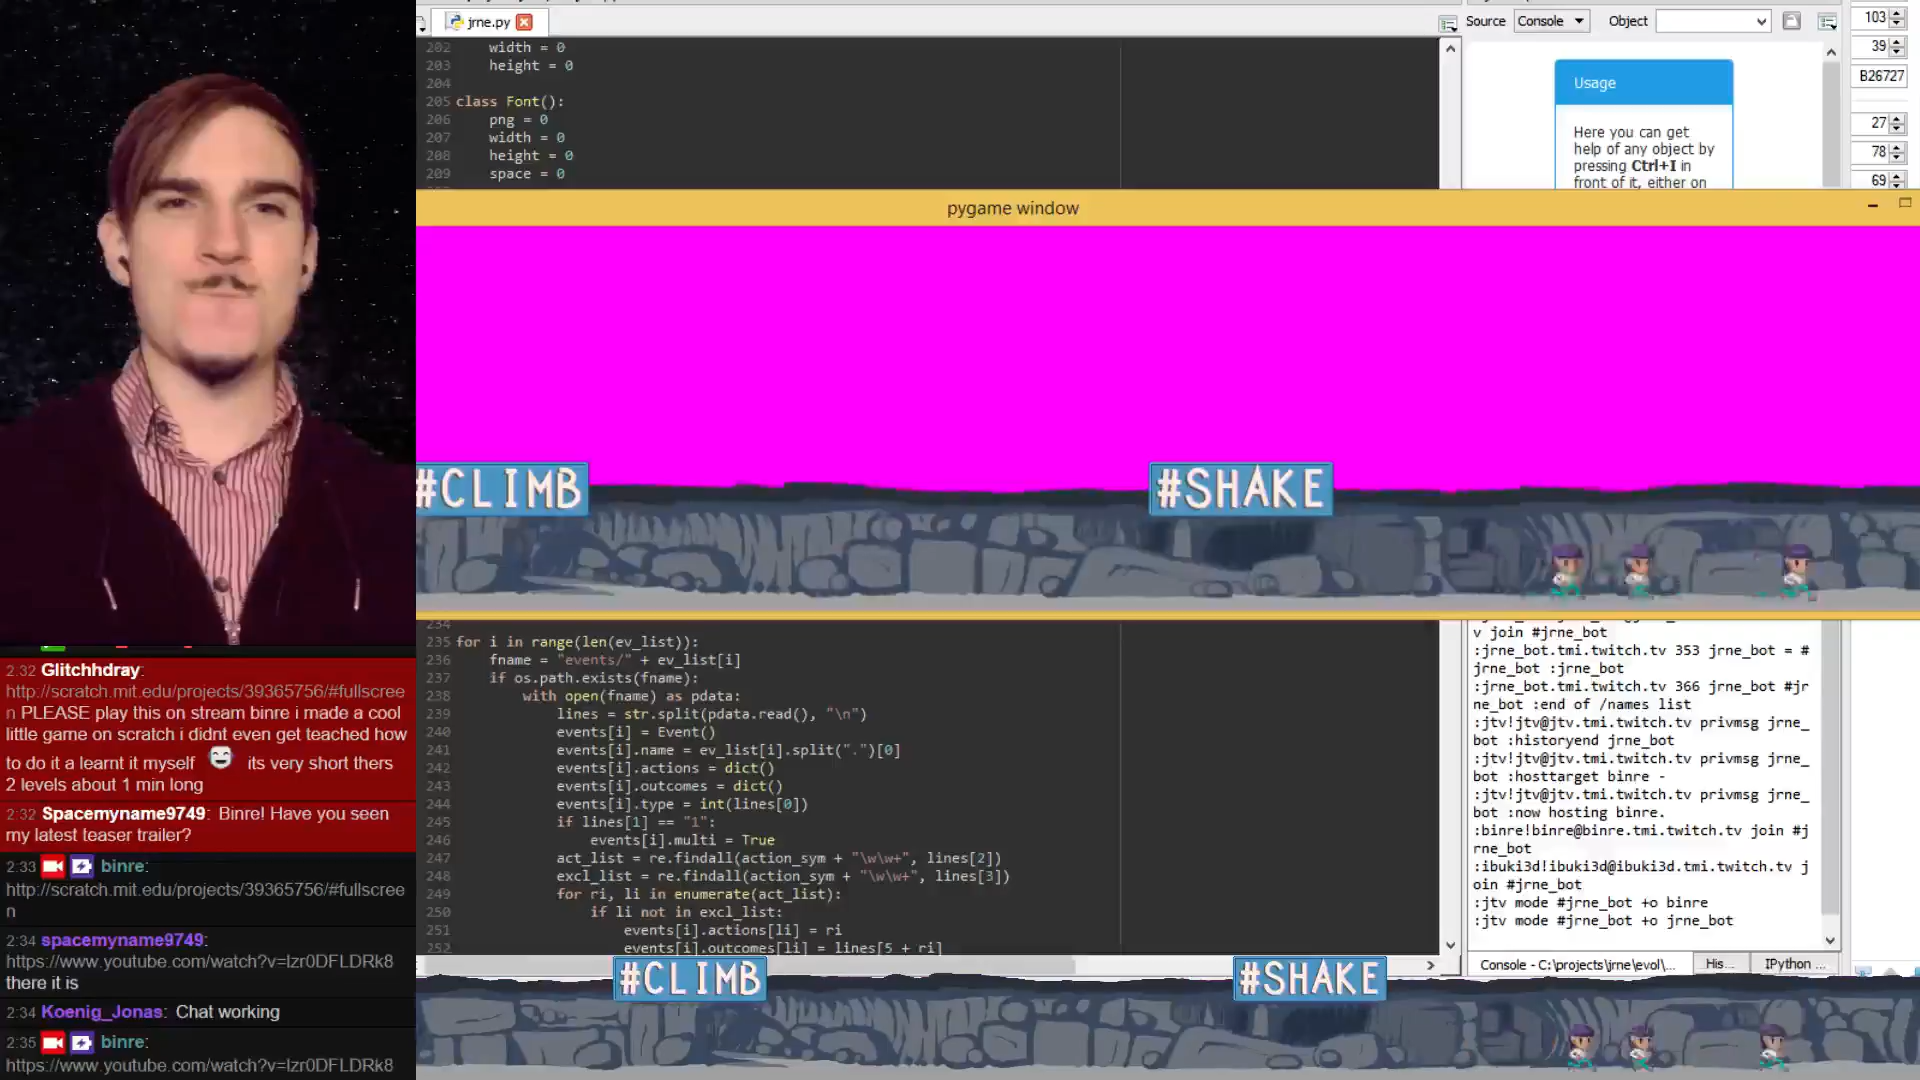 jrne.py
Source Console Object
103
39
B26727
27
78
69
202 width = 0
203 height = 0
204
205 class Font():
206 png = 0
207 width = 0
208 height = 0
209 space = 0
Usage
Here you can get
help of any object by
pressing Ctrl+I in
front of it, either on
pygame window
#CLIMB
#SHAKE
234
235 for i in range(len(ev_list)):
236 fname = "events/" + ev_list[i]
237 if os.path.exists(fname):
238 with open(fname) as pdata:
239 lines = str.split(pdata.read(), "\n")
240 events[i] = Event()
241 events[i].name = ev_list[i].split(".")[0]
242 events[i].actions = dict()
243 events[i].outcomes = dict()
244 events[i].type = int(lines[0])
245 if lines[1] == "1":
246 events[i].multi = True
247 act_list = re.findall(action_sym + "\w\w+", lines[2])
248 excl_list = re.findall(action_sym + "\w\w+", lines[3])
249 for ri, li in enumerate(act_list):
250 if li not in excl_list:
251 events[i].actions[li] = ri
252 events[i].outcomes[li] = lines[5 + ri]
v join #jrne_bot
:jrne_bot.tmi.twitch.tv 353 jrne_bot = #
jrne_bot :jrne_bot
:jrne_bot.tmi.twitch.tv 366 jrne_bot #jr
ne_bot :end of /names list
:jtv!jtv@jtv.tmi.twitch.tv privmsg jrne_
bot :historyend jrne_bot
:jtv!jtv@jtv.tmi.twitch.tv privmsg jrne_
bot :hosttarget binre -
:jtv!jtv@jtv.tmi.twitch.tv privmsg jrne_
bot :now hosting binre.
:binre!binre@binre.tmi.twitch.tv join #j
rne_bot
:ibuki3d!ibuki3d@ibuki3d.tmi.twitch.tv j
oin #jrne_bot
:jtv mode #jrne_bot +o binre
:jtv mode #jrne_bot +o jrne_bot
Console - C:\projects\jrne\evol\... His... IPython ...
#CLIMB
#SHAKE
2:32 Glitchhdray:
http://scratch.mit.edu/projects/39365756/#fullscree
n PLEASE play this on stream binre i made a cool
little game on scratch i didnt even get teached how
to do it a learnt it myself its very short thers
2 levels about 1 min long
2:32 Spacemyname9749: Binre! Have you seen
my latest teaser trailer?
2:33 binre:
http://scratch.mit.edu/projects/39365756/#fullscree
n
2:34 spacemyname9749:
https://www.youtube.com/watch?v=lzr0DFLDRk8
there it is
2:34 Koenig_Jonas: Chat working
2:35 binre:
https://www.youtube.com/watch?v=lzr0DFLDRk8